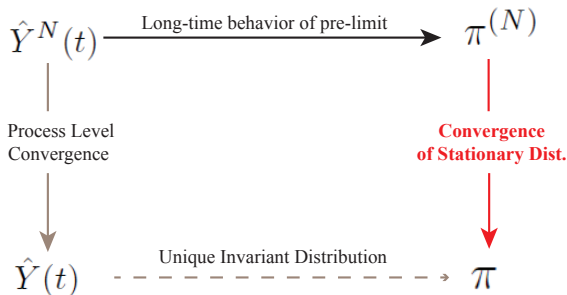 Long-time behavior of pre-limit
Ŷ^N(t)
π^(N)
Process Level
Convergence
Convergence
of Stationary Dist.
Unique Invariant Distribution
Ŷ(t)
π